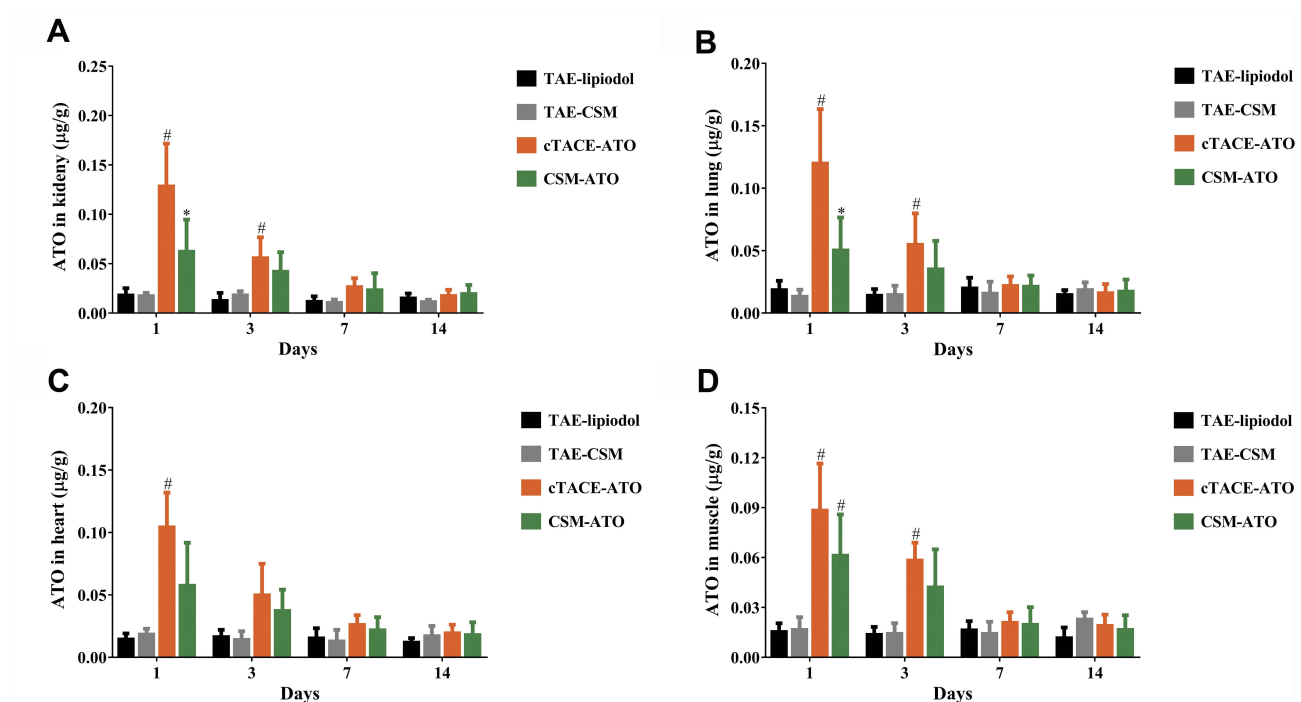 A
ATO in kideny (μg/g)
0.25
0.20
0.15
0.10
0.05
0.00
#
*
#
1 3 7 14
Days
TAE-lipiodol
TAE-CSM
cTACE-ATO
CSM-ATO
B
ATO in lung (μg/g)
0.20
0.15
0.10
0.05
0.00
#
*
#
1 3 7 14
Days
TAE-lipiodol
TAE-CSM
cTACE-ATO
CSM-ATO
C
ATO in heart (μg/g)
0.20
0.15
0.10
0.05
0.00
#
1 3 7 14
Days
TAE-lipiodol
TAE-CSM
cTACE-ATO
CSM-ATO
D
ATO in muscle (μg/g)
0.15
0.12
0.09
0.06
0.03
0.00
#
#
#
1 3 7 14
Days
TAE-lipiodol
TAE-CSM
cTACE-ATO
CSM-ATO